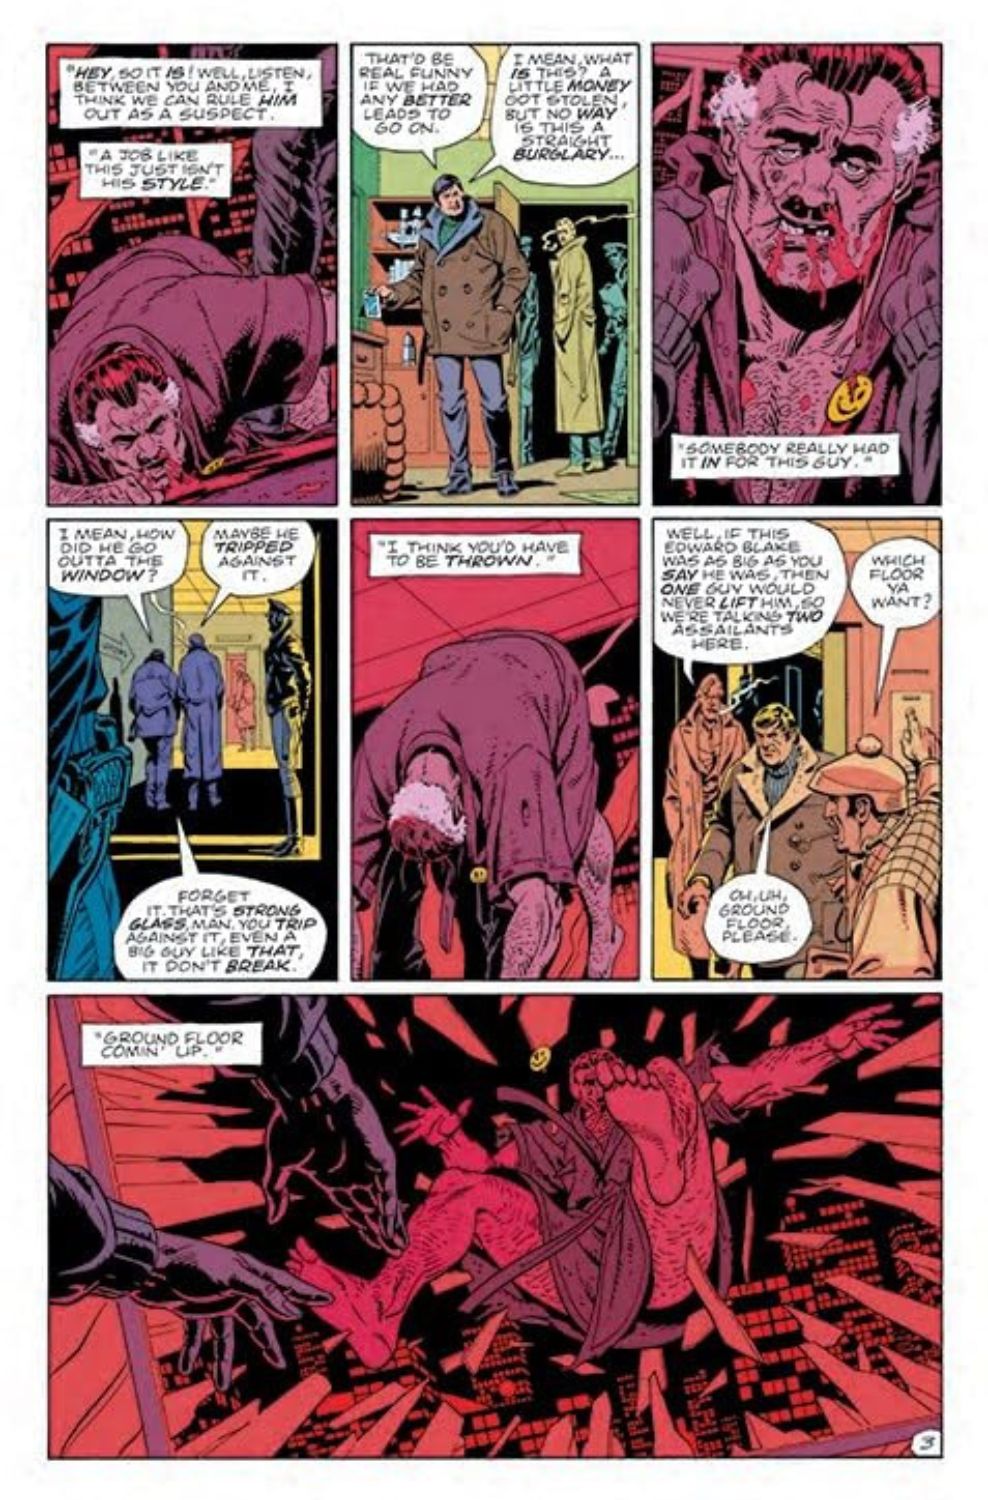 "HEY, SO IT IS! WELL, LISTEN,
BETWEEN YOU AND ME, I
THINK WE CAN RULE HIM
OUT AS A SUSPECT.
"A JOB LIKE
THIS JUST ISN'T
HIS STYLE."
THAT'D BE
REAL FUNNY
IF WE HAD
ANY BETTER
LEADS TO
GO ON.
I MEAN, WHAT
IS THIS? A
LITTLE MONEY
GOT STOLEN,
BUT NO WAY
IS THIS A
STRAIGHT
BURGLARY...
"SOMEBODY REALLY HAD
IT IN FOR THIS GUY."
I MEAN, HOW
DID HE GO
OUTTA THE
WINDOW?
MAYBE HE
TRIPPED
AGAINST
IT.
FORGET
IT. THAT'S STRONG
GLASS, MAN. YOU TRIP
AGAINST IT, EVEN A
BIG GUY LIKE THAT,
IT DON'T BREAK.
"I THINK YOU'D HAVE
TO BE THROWN."
WELL, IF THIS
EDWARD BLAKE
WAS AS BIG AS YOU
SAY HE WAS, THEN
ONE GUY WOULD
NEVER LIFT HIM, SO
WE'RE TALKING TWO
ASSAILANTS
HERE.
WHICH
FLOOR
YA
WANT?
OH, UH,
GROUND
FLOOR,
PLEASE.
"GROUND FLOOR
COMIN' UP."
3